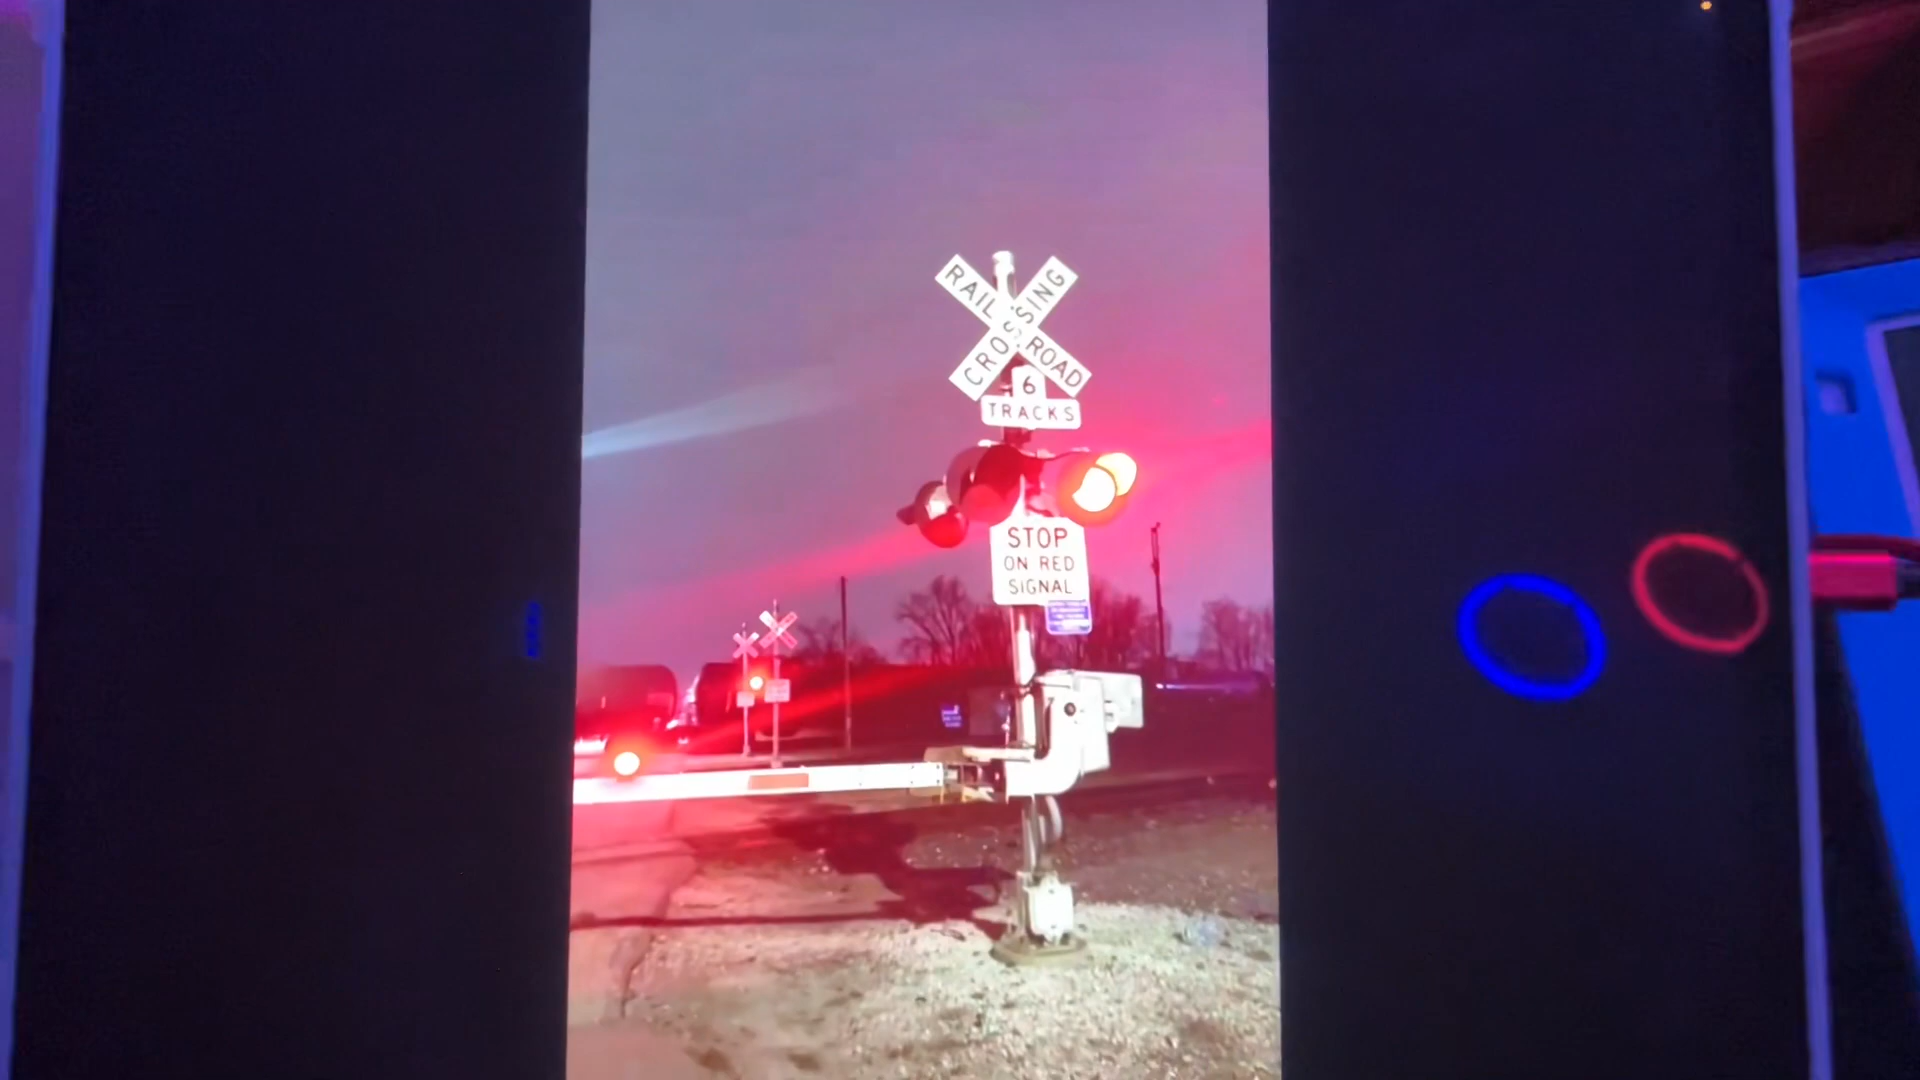 RAILROAD
CROSSING
6
TRACKS
STOP
ON RED
SIGNAL